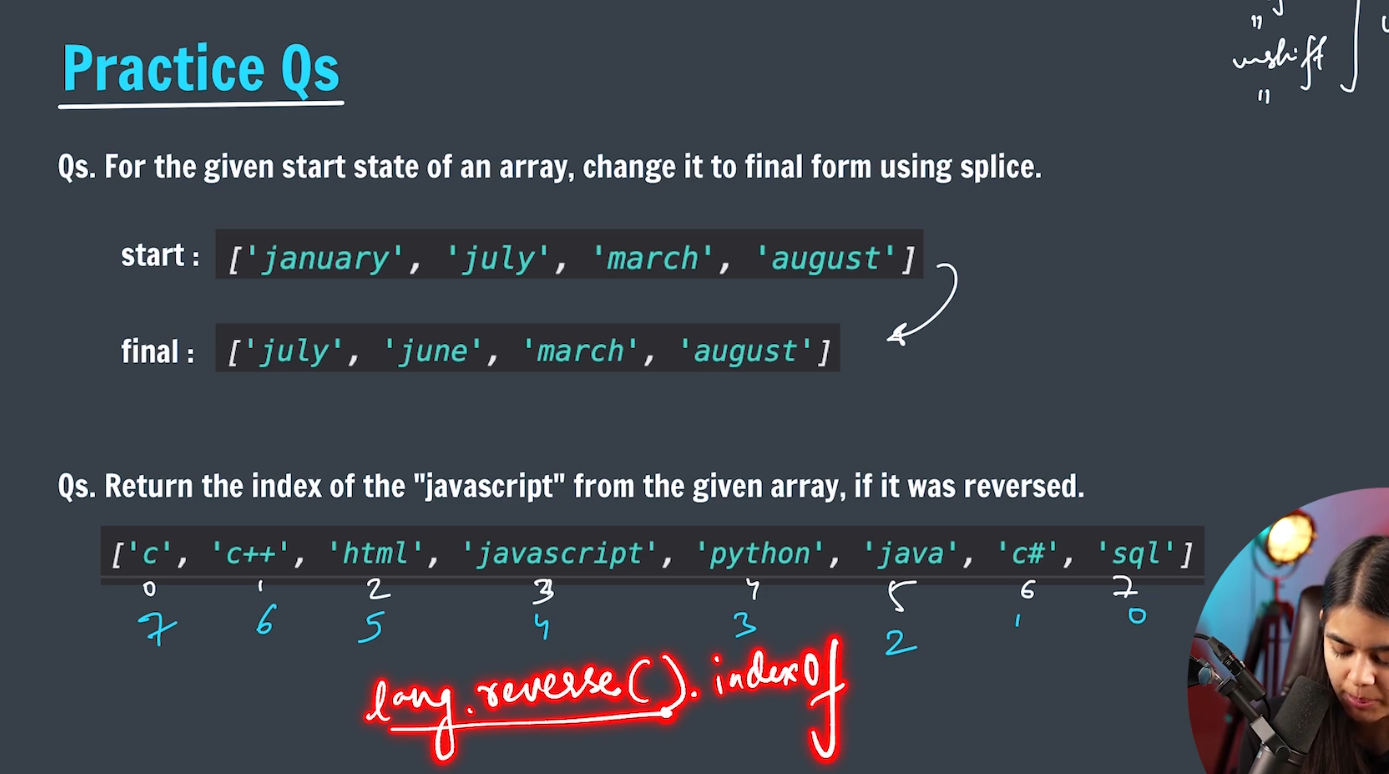 "
unshift
"
Practice Qs
Qs. For the given start state of an array, change it to final form using splice.
start : ['january', 'july', 'march', 'august']
final : ['july', 'june', 'march', 'august']
Qs. Return the index of the "javascript" from the given array, if it was reversed.
['c', 'c++', 'html', 'javascript', 'python', 'java', 'c#', 'sql']
0 1 2 3 4 5 6 7
7 6 5 4 3 2 1 0
lang.reverse().indexOf